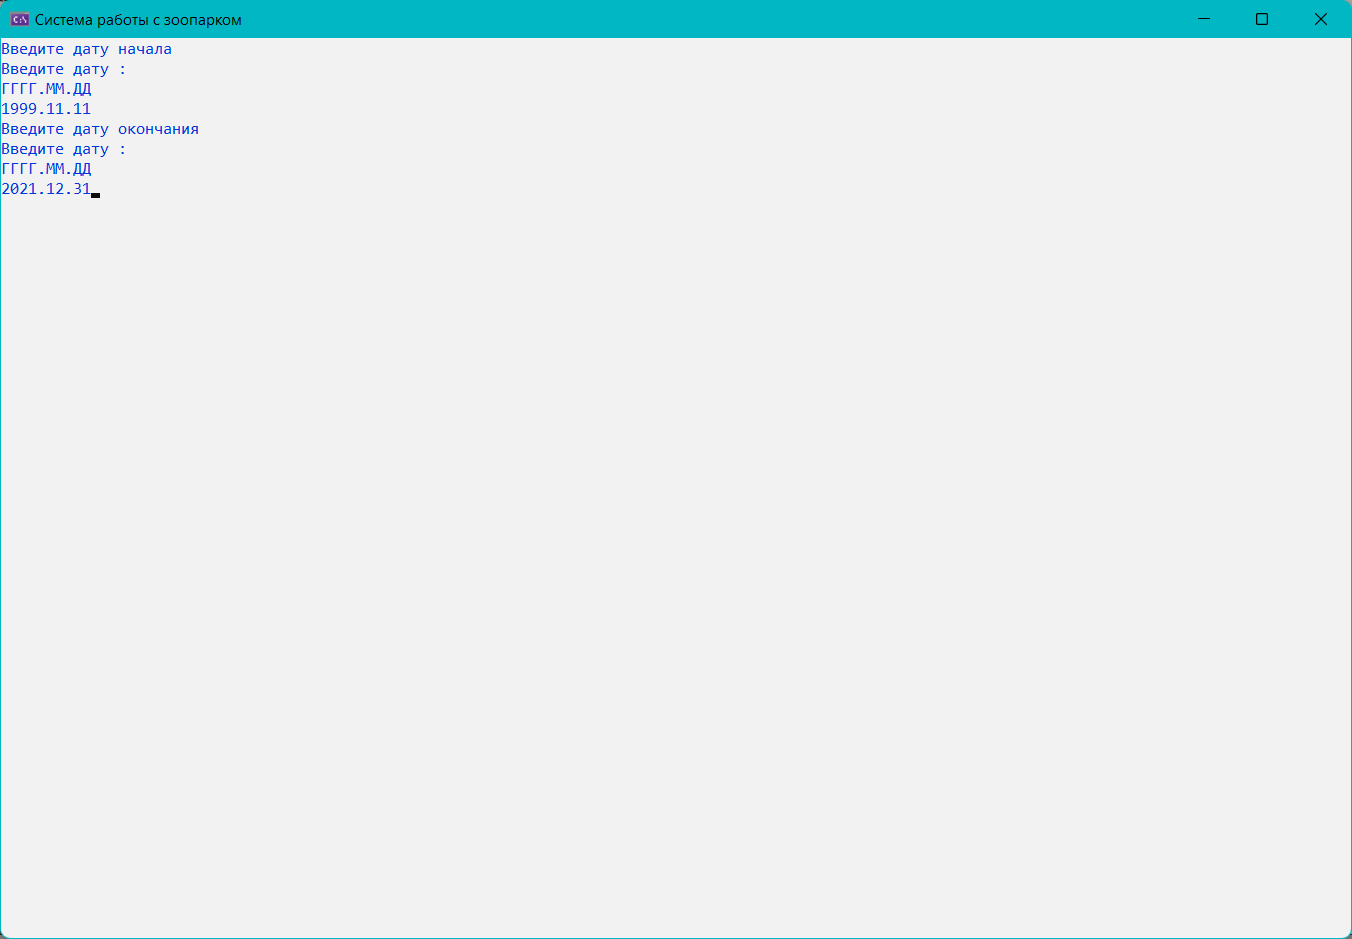 Система работы с зоопарком
Введите дату начала
Введите дату :
ГГГГ.ММ.ДД
1999.11.11
Введите дату окончания
Введите дату :
ГГГГ.ММ.ДД
2021.12.31